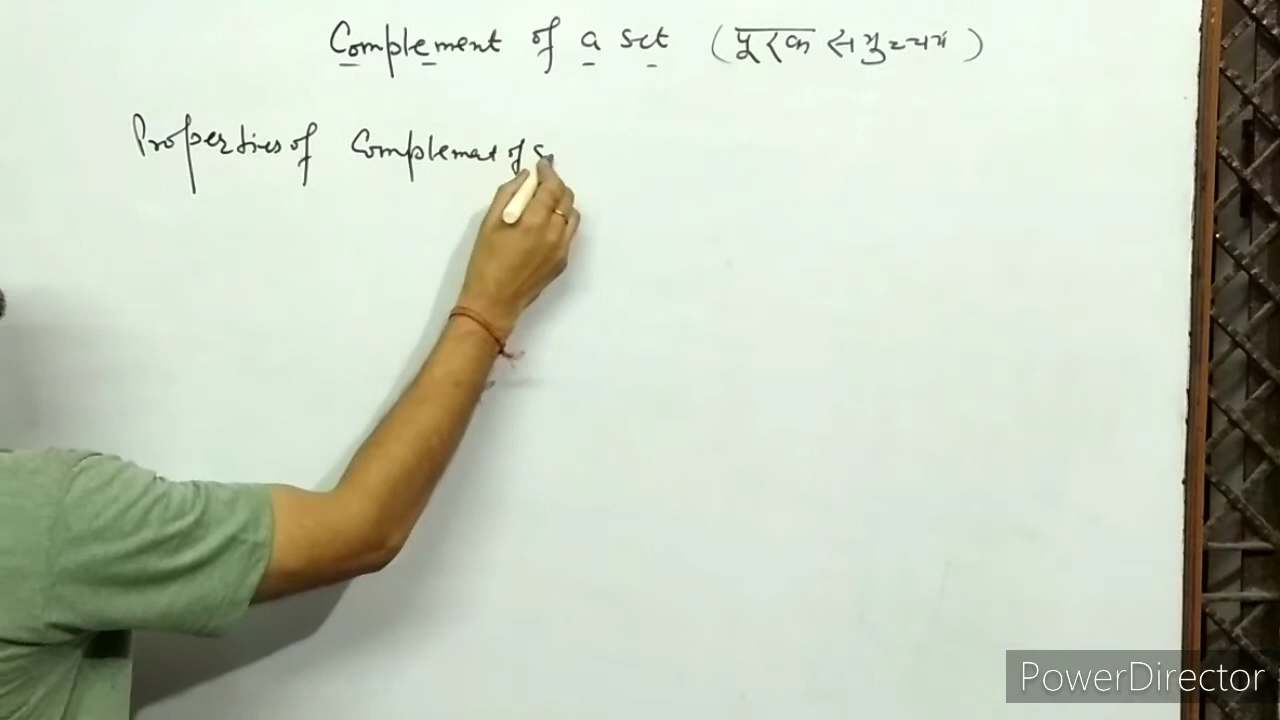 Complement of a set (पूरक समुच्चय)
Properties of Complement of s
PowerDirector